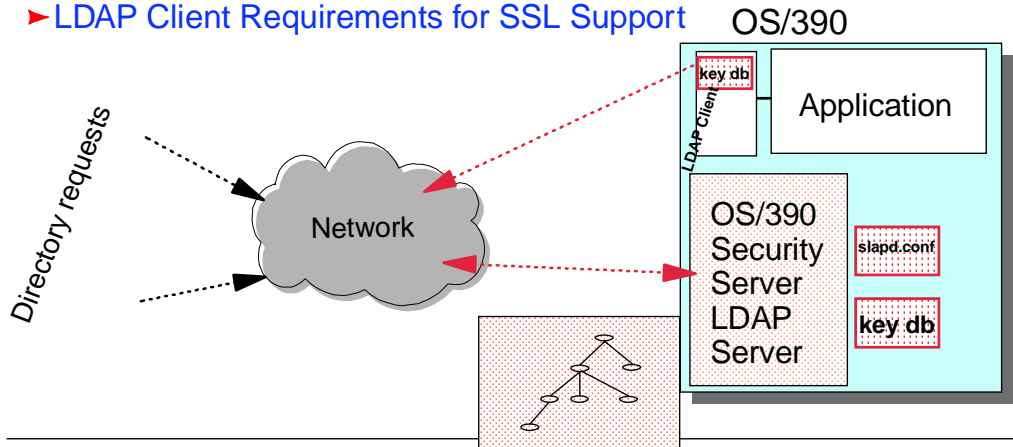 LDAP Client Requirements for SSL Support
OS/390
key db
LDAP Client
Application
Directory requests
Network
OS/390
Security
Server
LDAP
Server
slapd.conf
key db